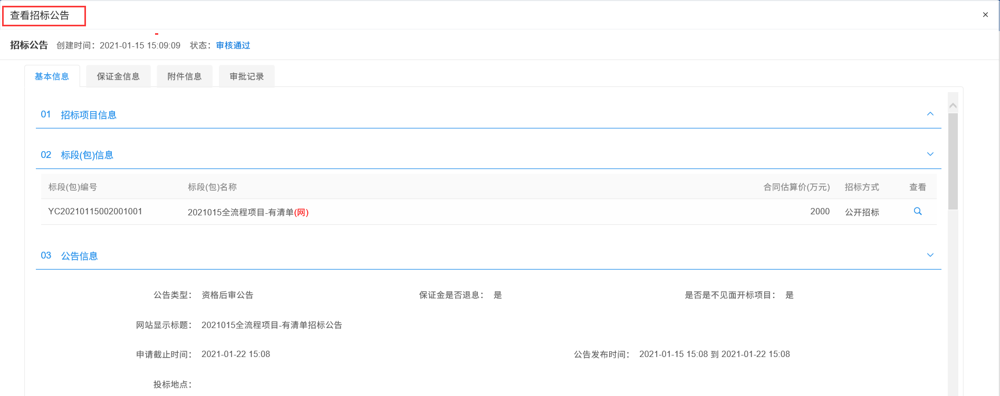 查看招标公告
招标公告 创建时间：2021-01-15 15:09:09 状态：审核通过
基本信息 保证金信息 附件信息 审批记录
01 招标项目信息
02 标段(包)信息
标段(包)编号 标段(包)名称 合同估算价(万元) 招标方式 查看
YC20210115002001001 2021015全流程项目-有清单(网) 2000 公开招标
03 公告信息
公告类型： 资格后审公告 保证金是否退息： 是 是否是不见面开标项目： 是
网站显示标题： 2021015全流程项目-有清单招标公告
申请截止时间： 2021-01-22 15:08 公告发布时间： 2021-01-15 15:08 到 2021-01-22 15:08
投标地点：